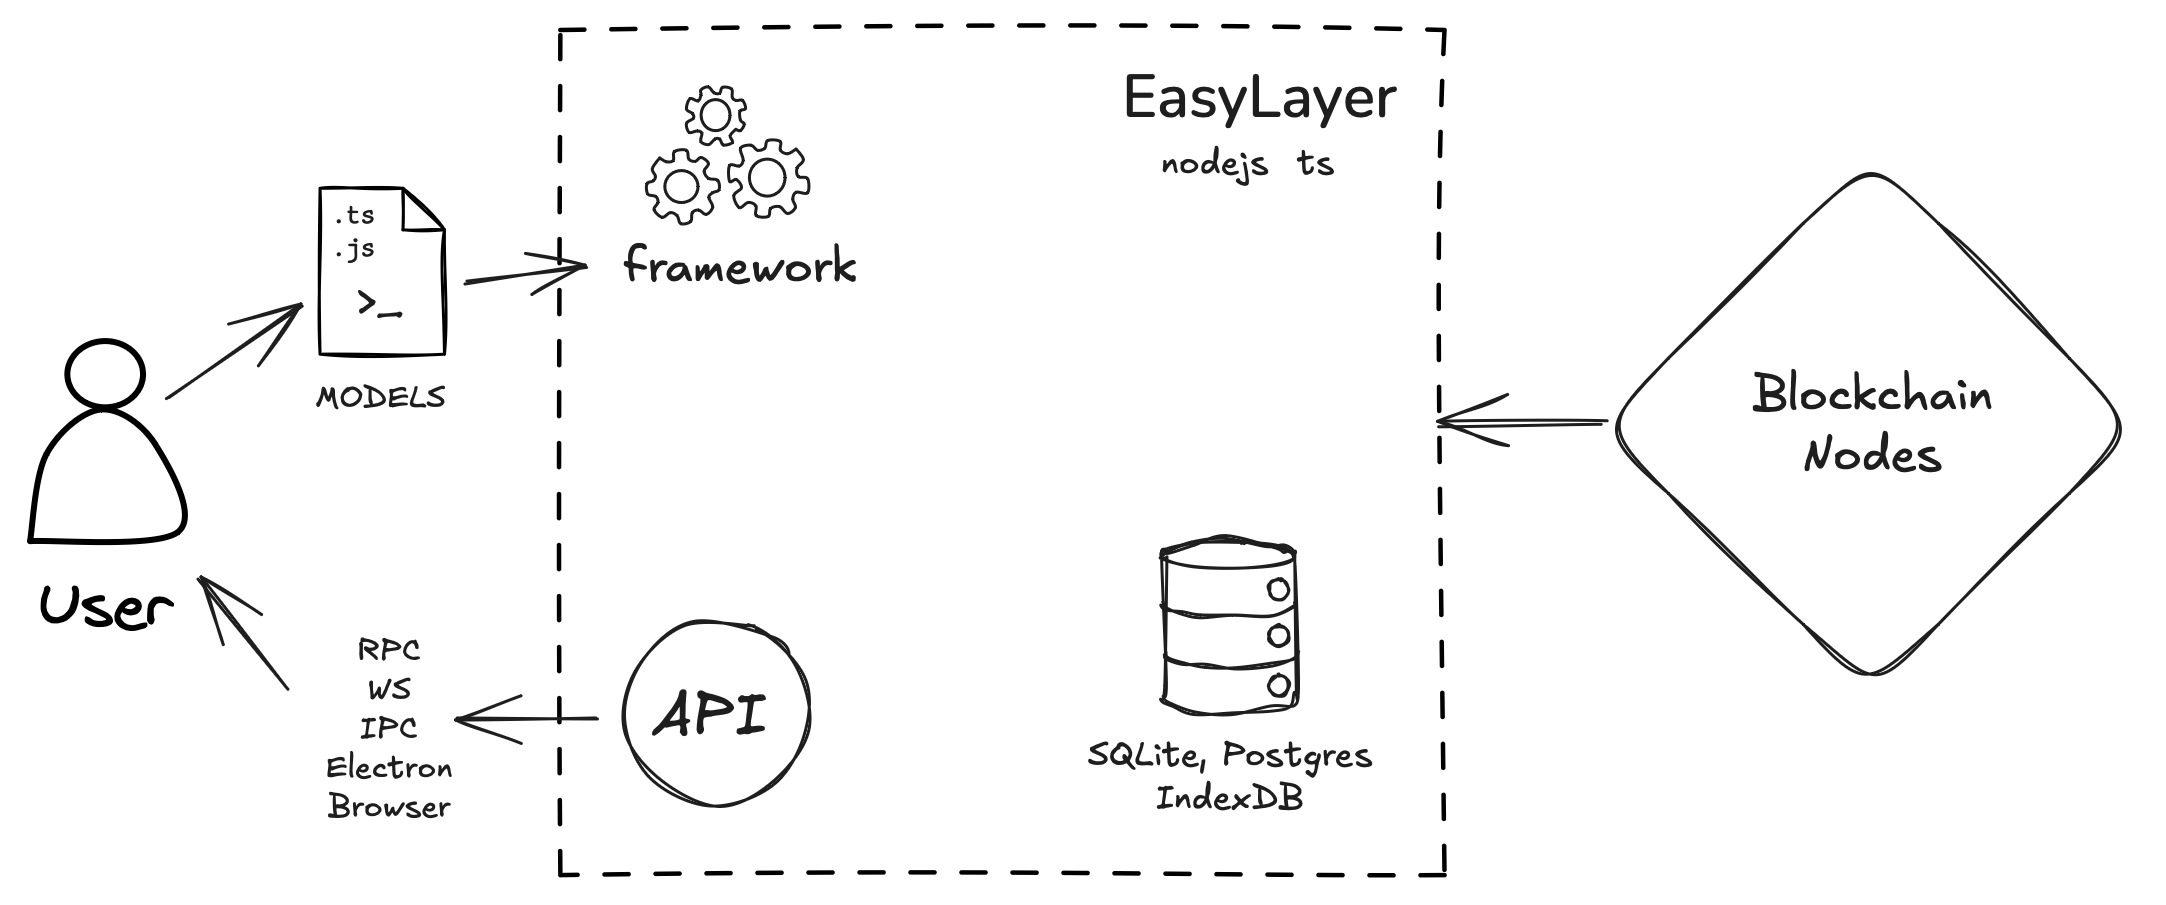 EasyLayer
nodejs ts
.ts
.js
>_
MODELS
framework
User
Blockchain
Nodes
API
RPC
WS
IPC
Electron
Browser
SQLite, Postgres
IndexDB